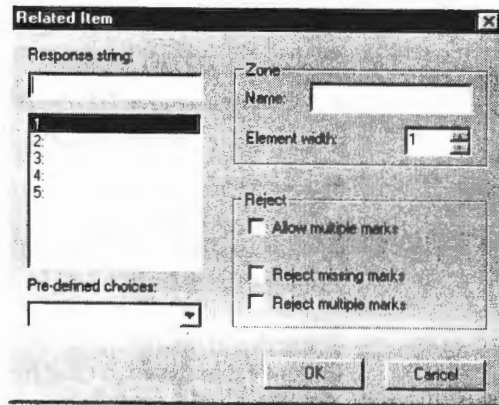 Related Item
Response string:
1:
2:
3:
4:
5:
Pre-defined choices:
Zone
Name:
Element width:
1
Reject
Allow multiple marks
Reject missing marks
Reject multiple marks
OK
Cancel